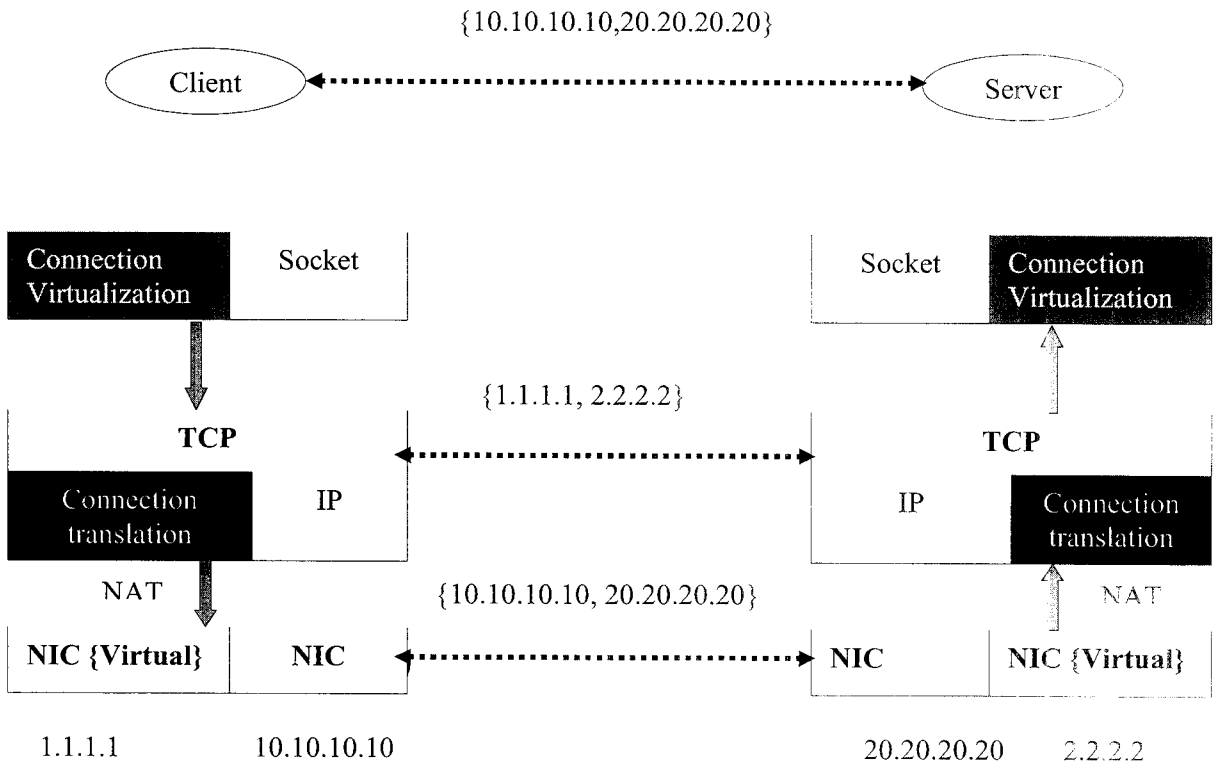 {10.10.10.10,20.20.20.20}
Client
Server
Connection
Virtualization
Socket
Socket
Connection
Virtualization
{1.1.1.1, 2.2.2.2}
TCP
TCP
Connection
translation
IP
IP
Connection
translation
NAT
{10.10.10.10, 20.20.20.20}
NAT
NIC {Virtual}
NIC
NIC
NIC {Virtual}
1.1.1.1
10.10.10.10
20.20.20.20
2.2.2.2